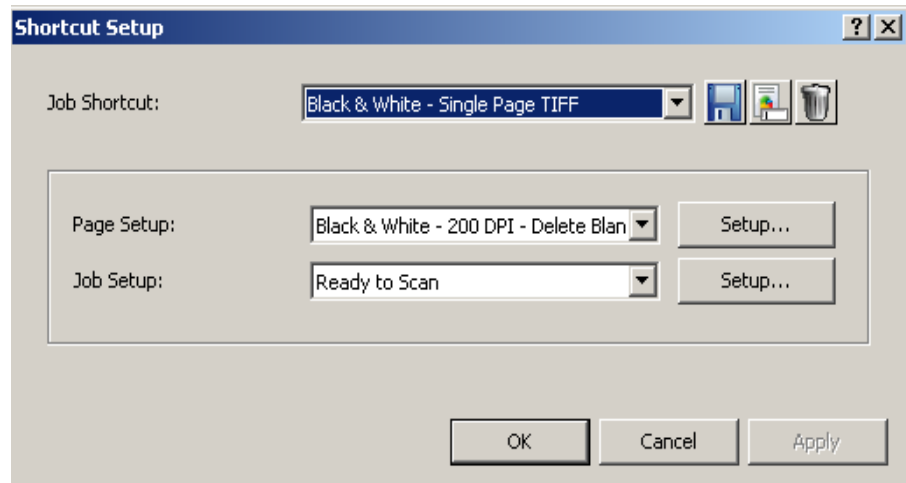 Shortcut Setup
Job Shortcut: Black & White - Single Page TIFF
Page Setup: Black & White - 200 DPI - Delete Blan Setup...
Job Setup: Ready to Scan Setup...
OK Cancel Apply